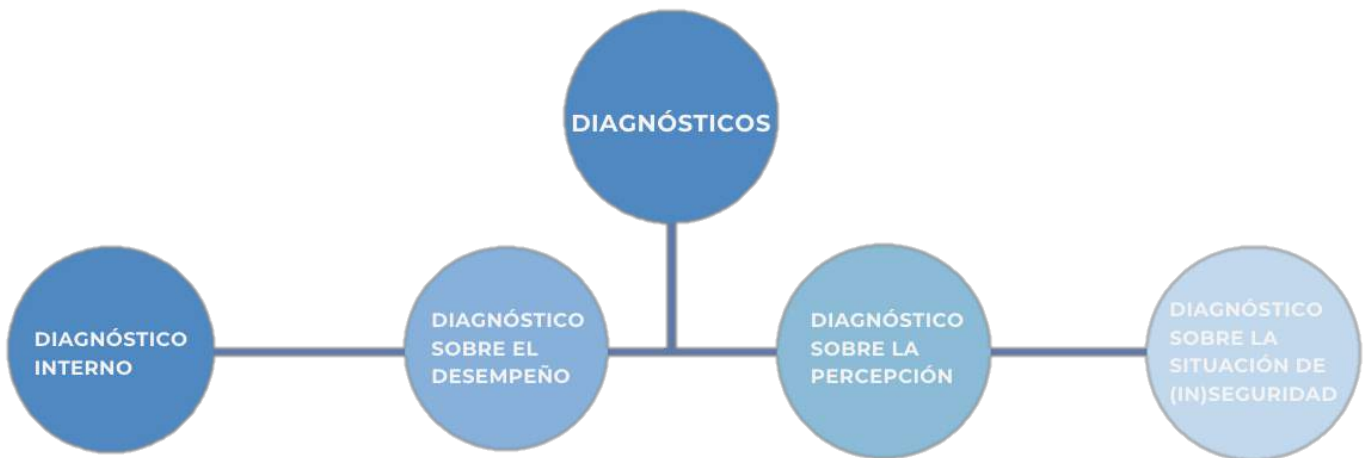 DIAGNÓSTICOS
DIAGNÓSTICO
INTERNO
DIAGNÓSTICO
SOBRE EL
DESEMPEÑO
DIAGNÓSTICO
SOBRE LA
PERCEPCIÓN
DIAGNÓSTICO
SOBRE LA
SITUACIÓN DE
(IN)SEGURIDAD